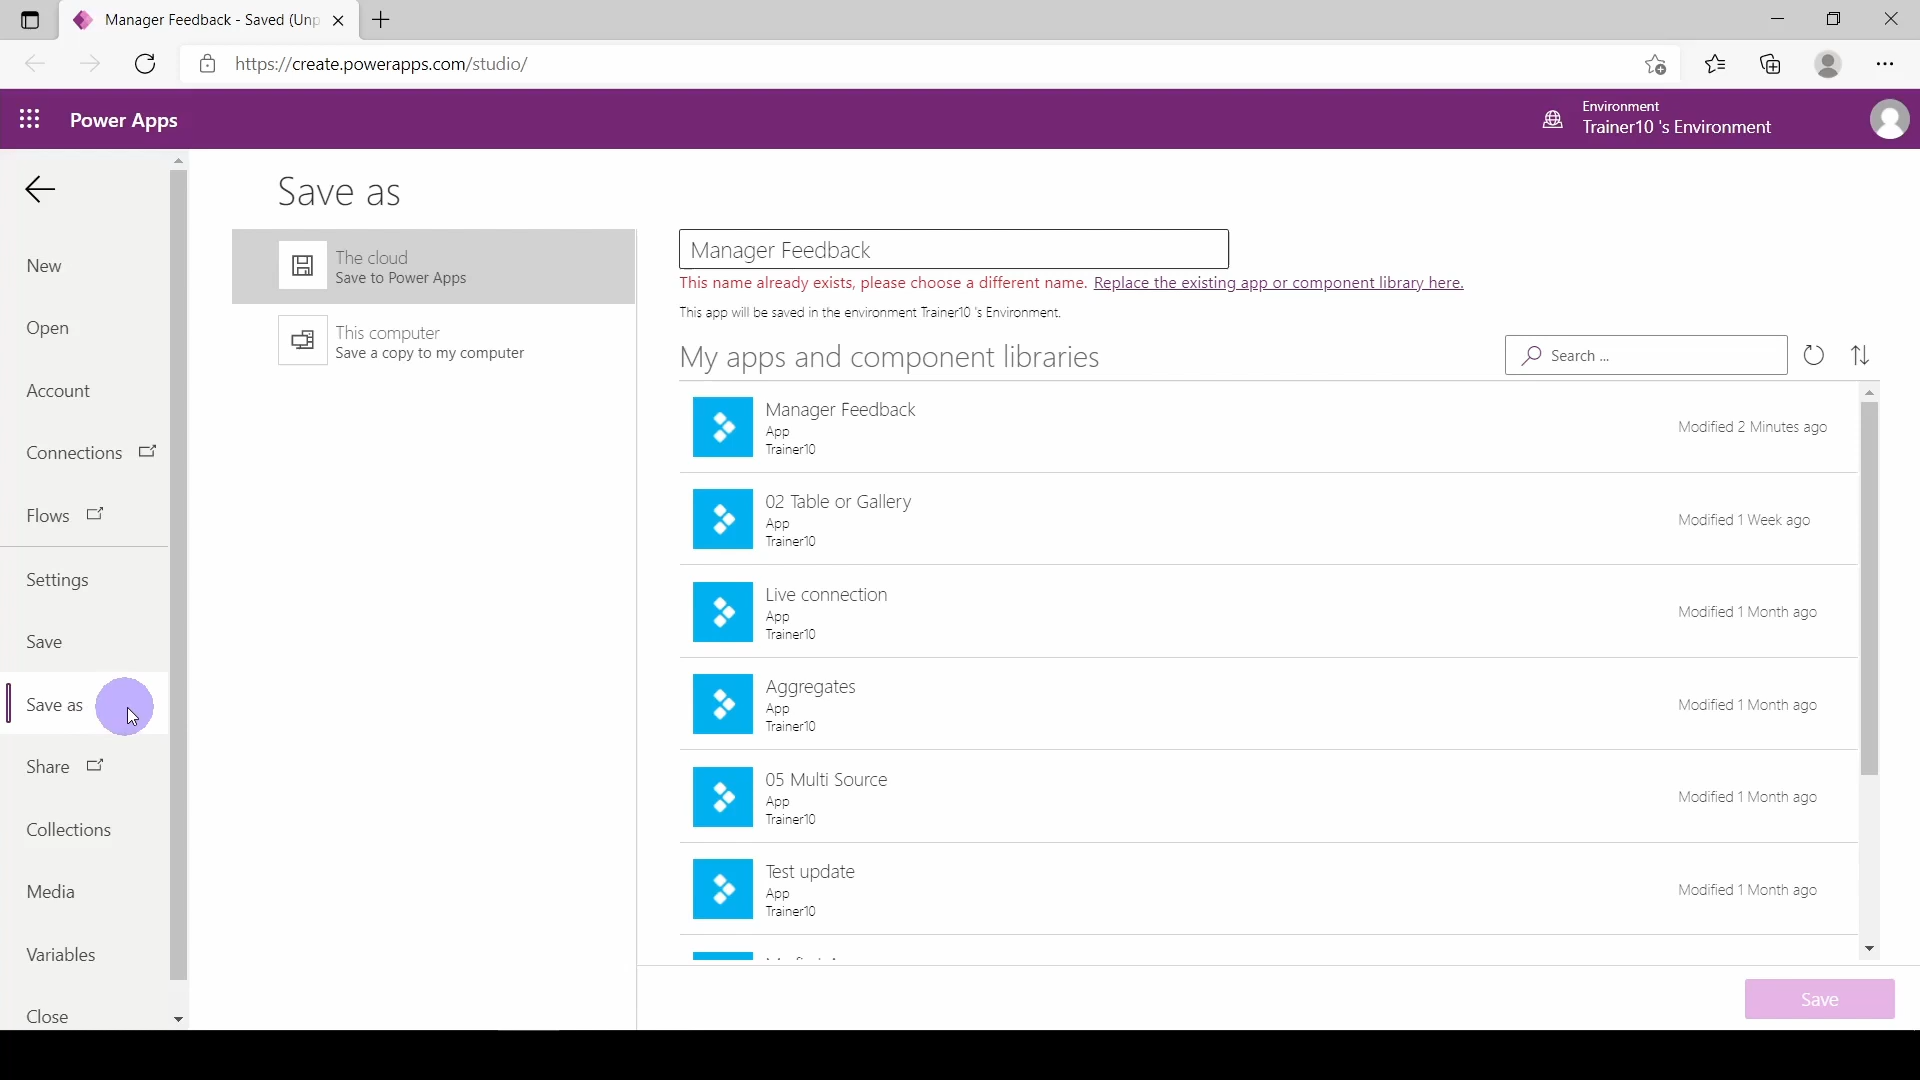 Manager Feedback - Saved (Unp
https://create.powerapps.com/studio/
Power Apps
Environment
Trainer10 's Environment
New
Open
Account
Connections
Flows
Settings
Save
Save as
Share
Collections
Media
Variables
Close
Save as
The cloud
Save to Power Apps
This computer
Save a copy to my computer
Manager Feedback
This name already exists, please choose a different name. Replace the existing app or component library here.
This app will be saved in the environment Trainer10 's Environment.
My apps and component libraries
Search ...
Manager Feedback
App
Trainer10
Modified 2 Minutes ago
02 Table or Gallery
App
Trainer10
Modified 1 Week ago
Live connection
App
Trainer10
Modified 1 Month ago
Aggregates
App
Trainer10
Modified 1 Month ago
05 Multi Source
App
Trainer10
Modified 1 Month ago
Test update
App
Trainer10
Modified 1 Month ago
Save